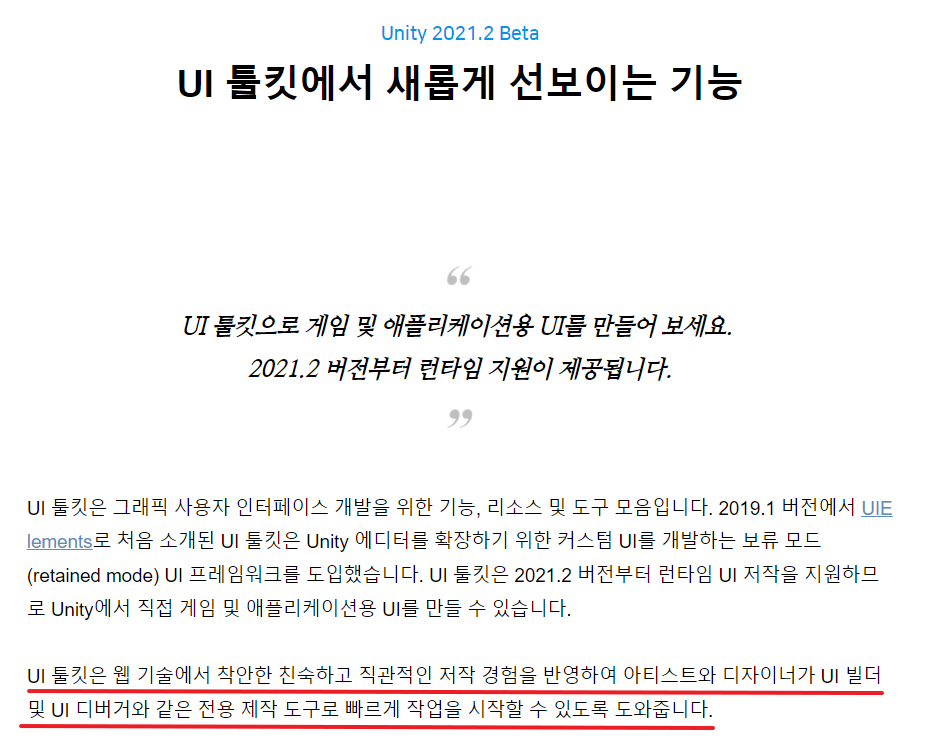 Unity 2021.2 Beta
UI 툴킷에서 새롭게 선보이는 기능
“
UI 툴킷으로 게임 및 애플리케이션용 UI를 만들어 보세요.
2021.2 버전부터 런타임 지원이 제공됩니다.
”
UI 툴킷은 그래픽 사용자 인터페이스 개발을 위한 기능, 리소스 및 도구 모음입니다. 2019.1 버전에서 UIE
lements로 처음 소개된 UI 툴킷은 Unity 에디터를 확장하기 위한 커스텀 UI를 개발하는 보류 모드
(retained mode) UI 프레임워크를 도입했습니다. UI 툴킷은 2021.2 버전부터 런타임 UI 저작을 지원하므
로 Unity에서 직접 게임 및 애플리케이션용 UI를 만들 수 있습니다.
UI 툴킷은 웹 기술에서 착안한 친숙하고 직관적인 저작 경험을 반영하여 아티스트와 디자이너가 UI 빌더
및 UI 디버거와 같은 전용 제작 도구로 빠르게 작업을 시작할 수 있도록 도와줍니다.